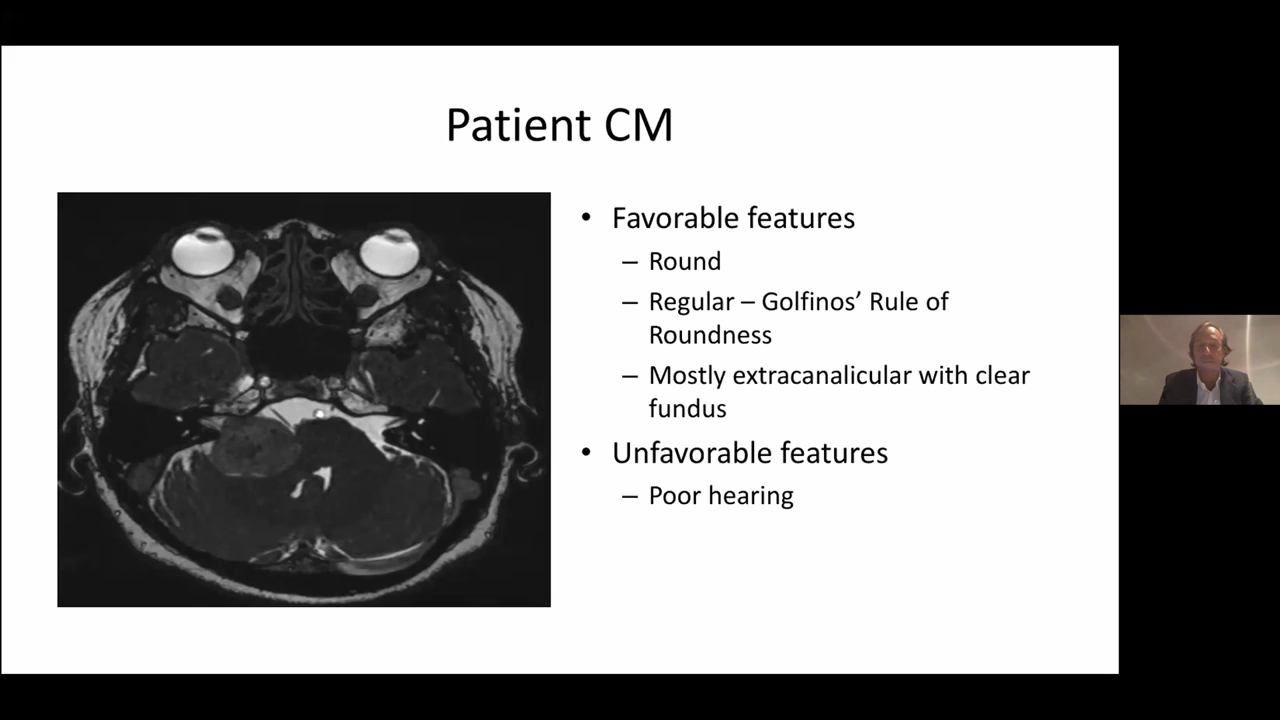 Patient CM
• Favorable features
– Round
– Regular – Golfinos’ Rule of
Roundness
– Mostly extracanalicular with clear
fundus
• Unfavorable features
– Poor hearing